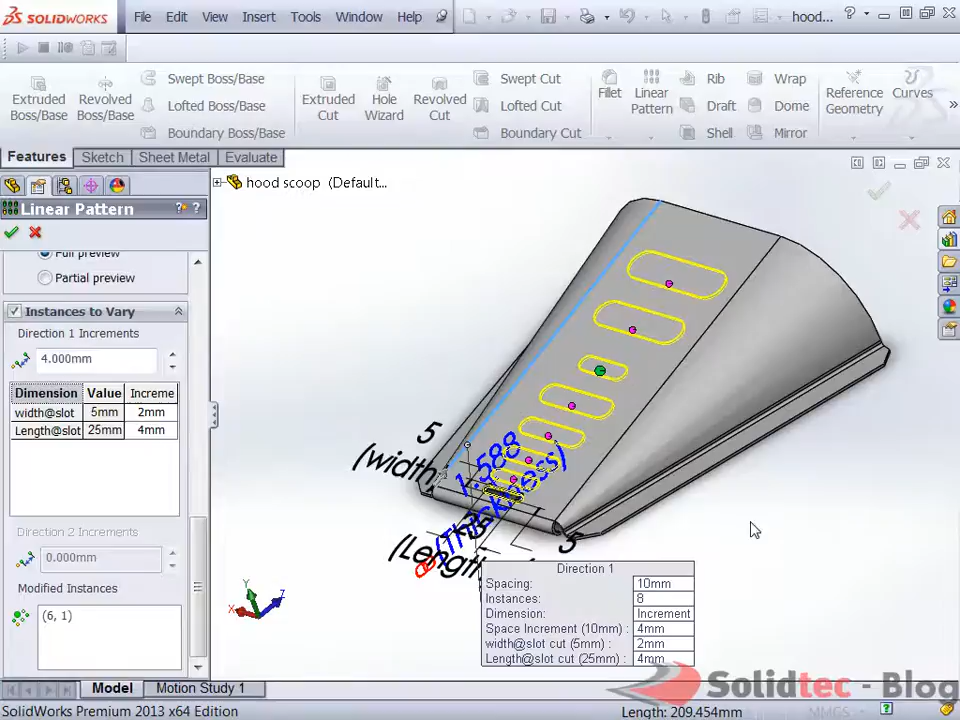 SOLIDWORKS
File Edit View Insert Tools Window Help hood... ?
Extruded Boss/Base
Revolved Boss/Base
Swept Boss/Base
Lofted Boss/Base
Boundary Boss/Base
Extruded Cut
Hole Wizard
Revolved Cut
Swept Cut
Lofted Cut
Boundary Cut
Fillet
Linear Pattern
Rib
Draft
Shell
Wrap
Dome
Mirror
Reference Geometry
Curves
»
Features Sketch Sheet Metal Evaluate
hood scoop (Default...
Linear Pattern ? ?
Full preview
Partial preview
Instances to Vary
Direction 1 Increments
4.000mm
Dimension Value Increme
width@slot 5mm 2mm
Length@slot 25mm 4mm
Direction 2 Increments
0.000mm
Modified Instances
(6, 1)
5
(width)
1.588
(Thickness)
(Length
5
Y
X
Z
Direction 1
Spacing: 10mm
Instances: 8
Dimension: Increment
Space Increment (10mm) : 4mm
width@slot cut (5mm) : 2mm
Length@slot cut (25mm) : 4mm
Solidtec - Blog
Model Motion Study 1
SolidWorks Premium 2013 x64 Edition
Length: 209.454mm
MMGS
?